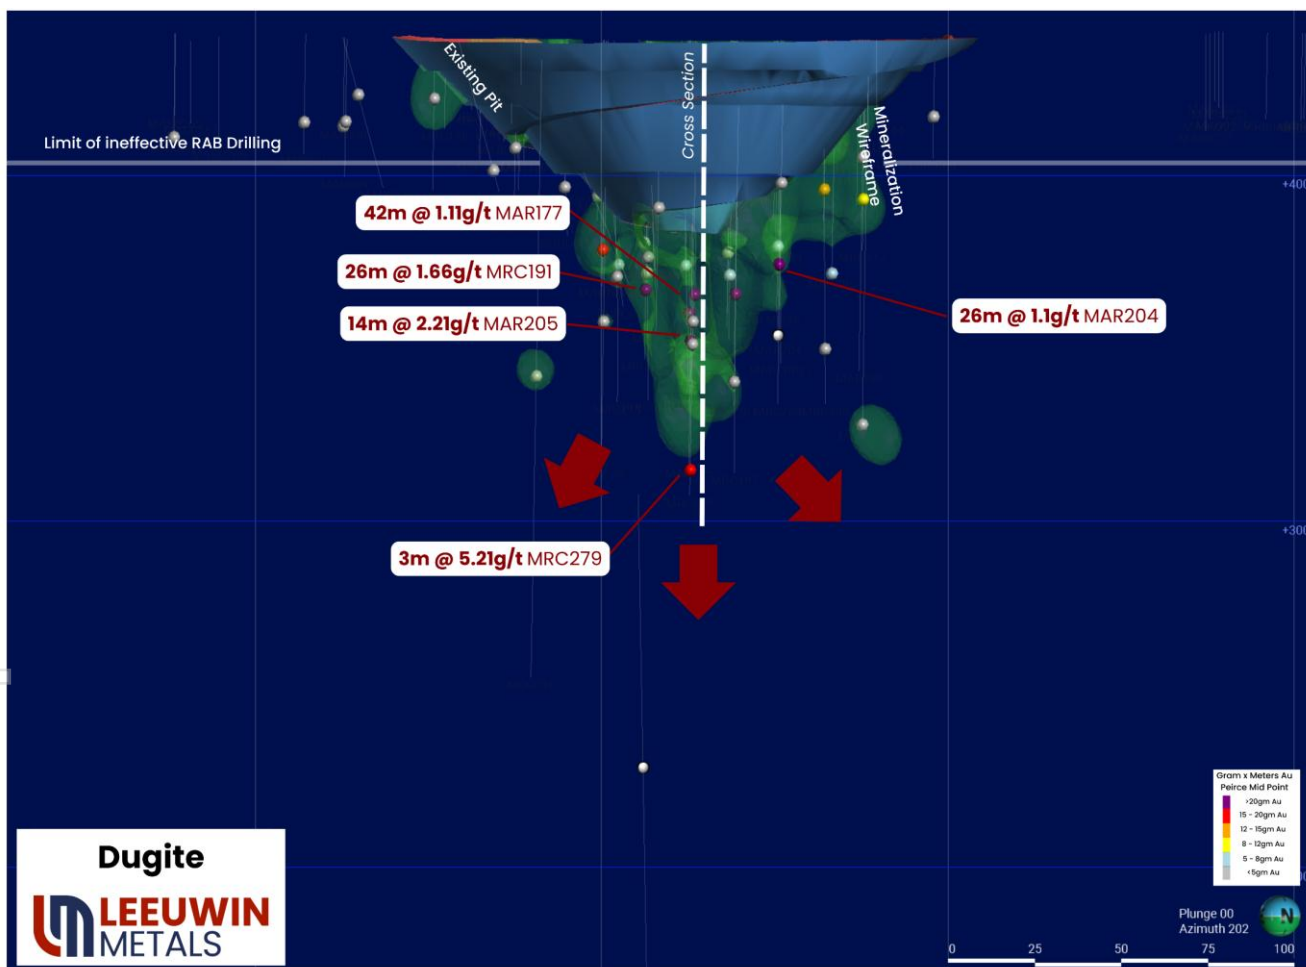 Existing Pit
Cross Section
Mineralization
Wireframe
Limit of ineffective RAB Drilling
+400
42m @ 1.11g/t MAR177
26m @ 1.66g/t MRC191
14m @ 2.21g/t MAR205
26m @ 1.1g/t MAR204
+300
3m @ 5.21g/t MRC279
Gram x Meters Au
Peirce Mid Point
>20gm Au
15 - 20gm Au
12 - 15gm Au
8 - 12gm Au
5 - 8gm Au
<5gm Au
Dugite
LEEUWIN
METALS
Plunge 00
Azimuth 202
N
0 25 50 75 100